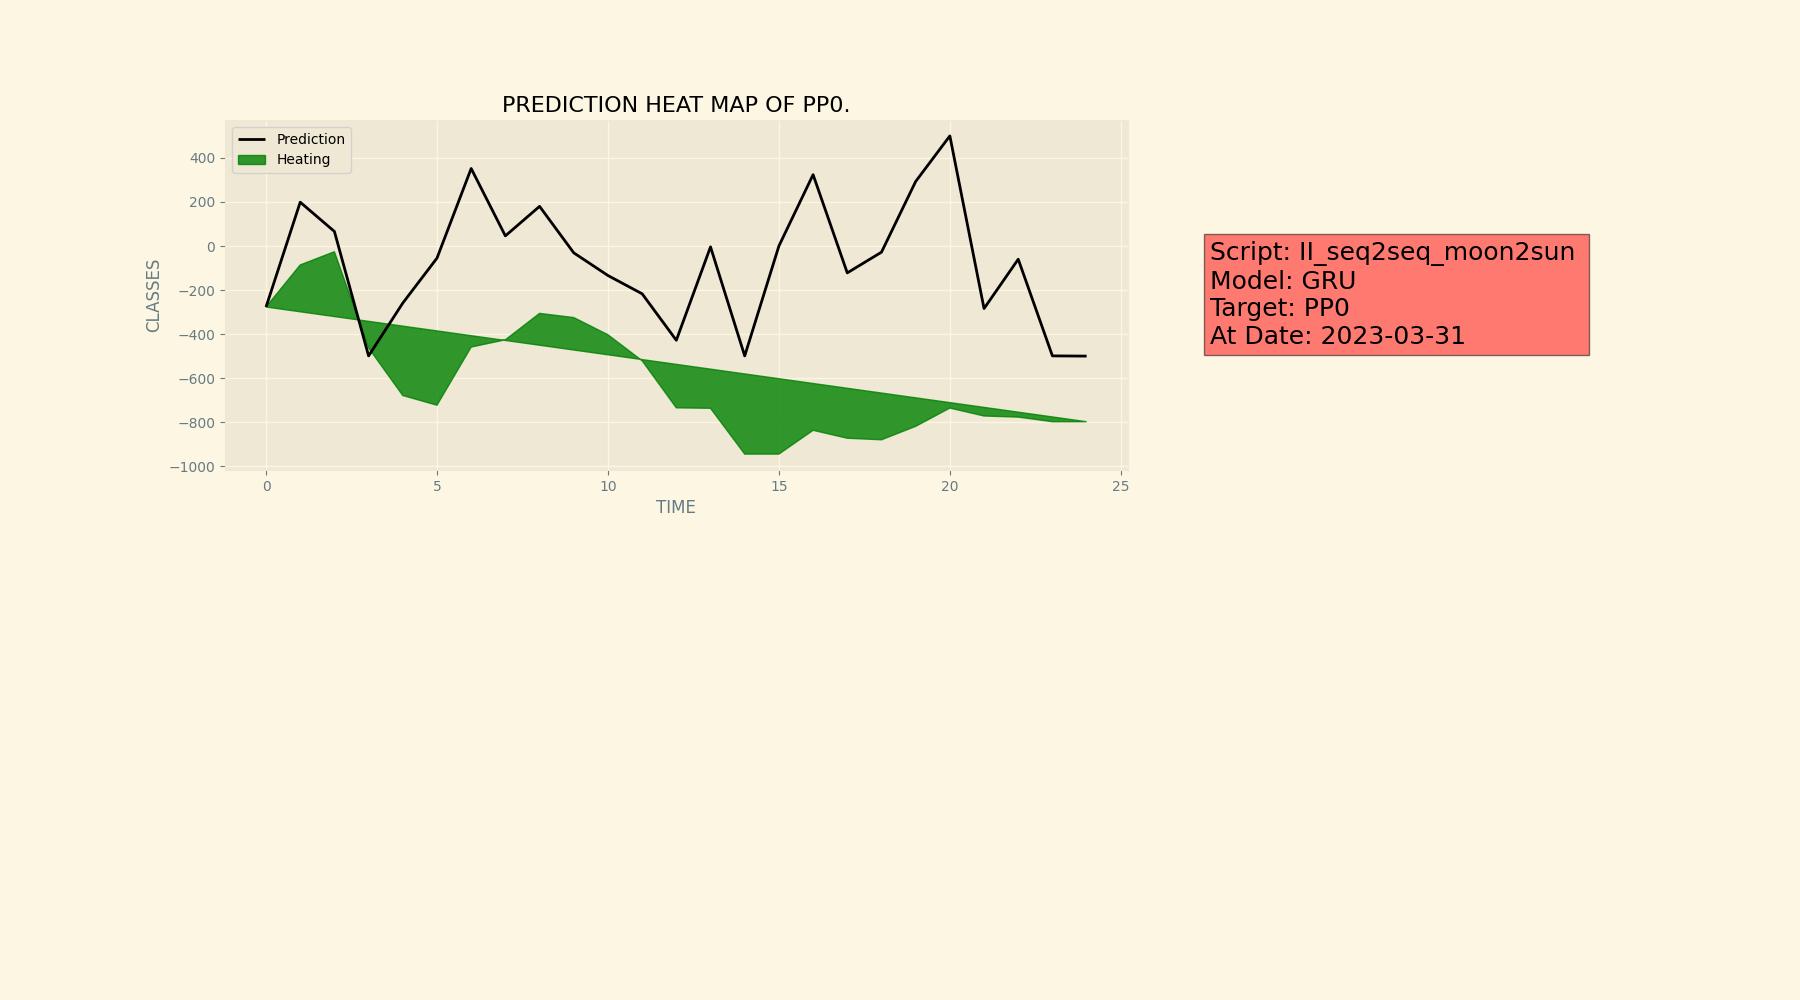 PREDICTION HEAT MAP OF PP0.
Prediction
Heating
CLASSES
400
200
0
−200
−400
−600
−800
−1000
0 5 10 15 20 25
TIME
Script: II_seq2seq_moon2sun
Model: GRU
Target: PP0
At Date: 2023-03-31